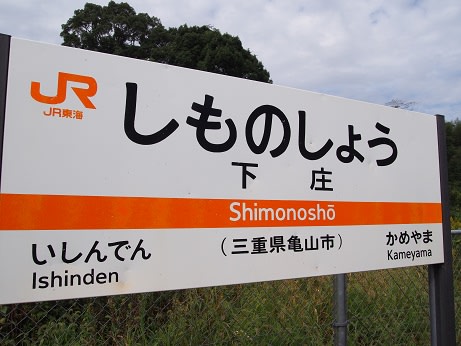 JR
JR東海
しものしょう
下 庄
Shimonoshō
いしんでん
Ishinden
(三重県亀山市)
かめやま
Kameyama